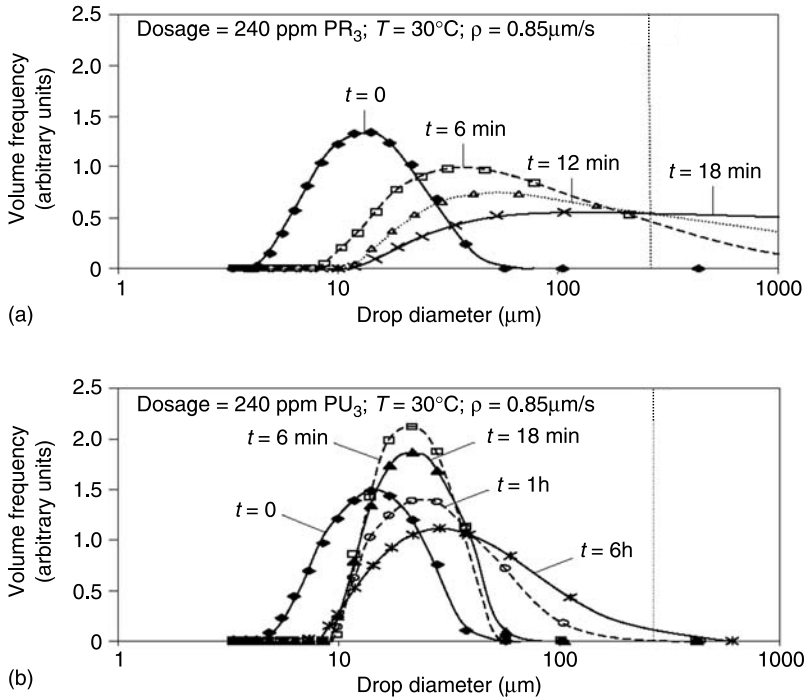 Dosage = 240 ppm PR₃; T = 30°C; ρ = 0.85μm/s
2.5
2.0
1.5
1.0
0.5
0
Volume frequency
(arbitrary units)
t = 0
t = 6 min
t = 12 min
t = 18 min
1
10
100
1000
Drop diameter (μm)
(a)
Dosage = 240 ppm PU₃; T = 30°C; ρ = 0.85μm/s
2.5
2.0
1.5
1.0
0.5
0
Volume frequency
(arbitrary units)
t = 6 min
t = 18 min
t = 1h
t = 0
t = 6h
1
10
100
1000
Drop diameter (μm)
(b)